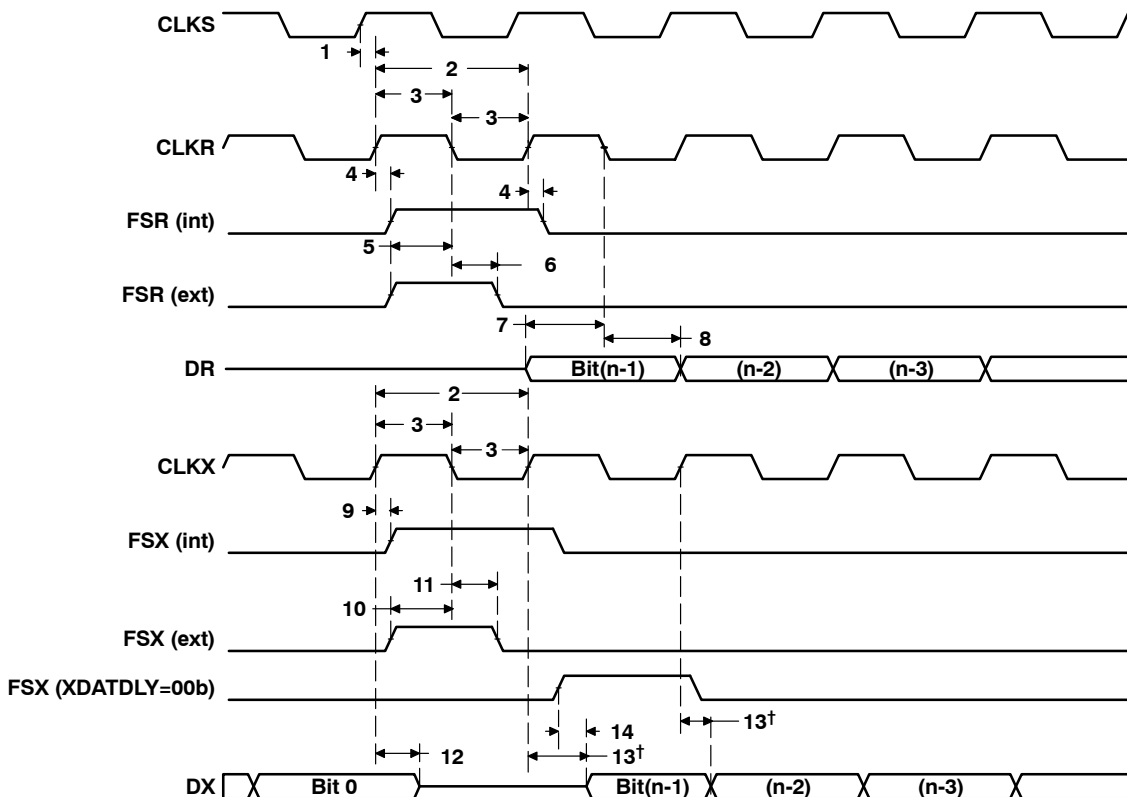 CLKS
1
2
3
3
CLKR
4
4
FSR (int)
5
6
FSR (ext)
7
8
DR
Bit(n-1)
(n-2)
(n-3)
2
3
3
CLKX
9
FSX (int)
11
10
FSX (ext)
FSX (XDATDLY=00b)
13†
14
12
13†
DX
Bit 0
Bit(n-1)
(n-2)
(n-3)